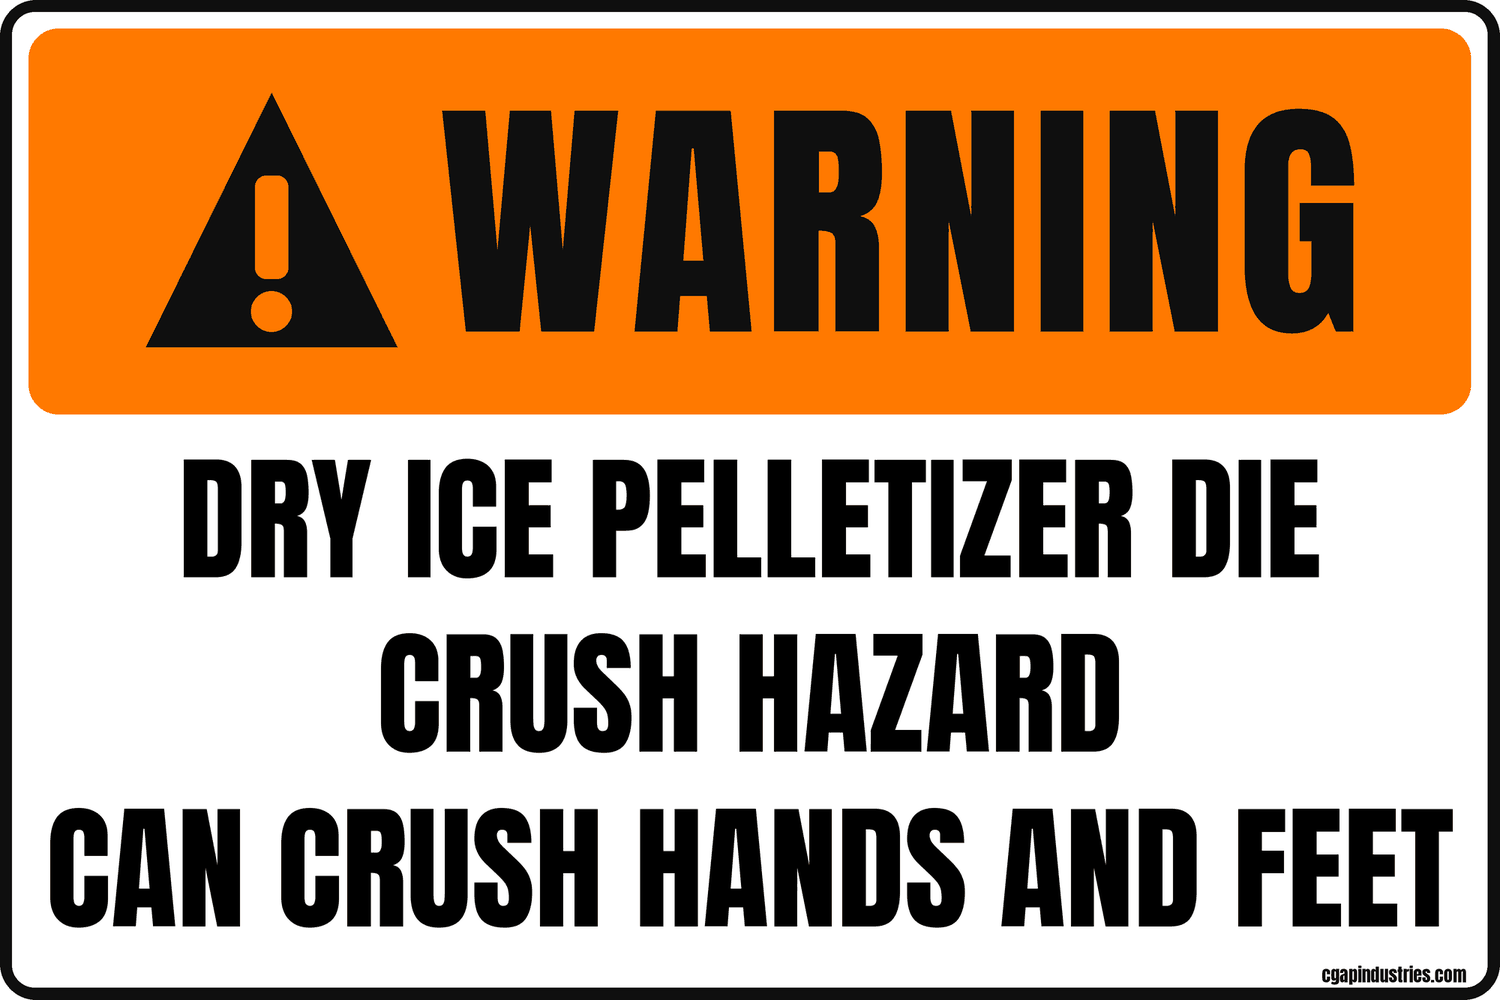 WARNING
DRY ICE PELLETIZER DIE
CRUSH HAZARD
CAN CRUSH HANDS AND FEET
cgapindustries.com